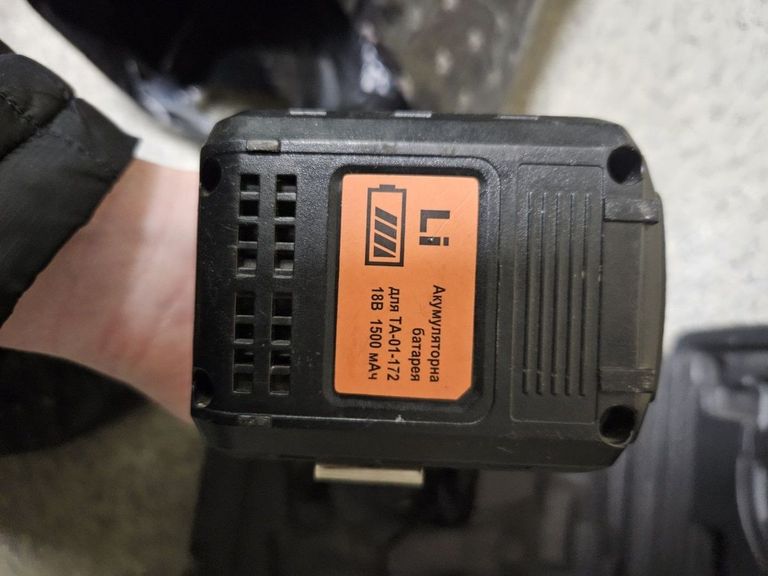 Li
Акумуляторна
батарея
для ТА-01-172
18В 1500 мАч